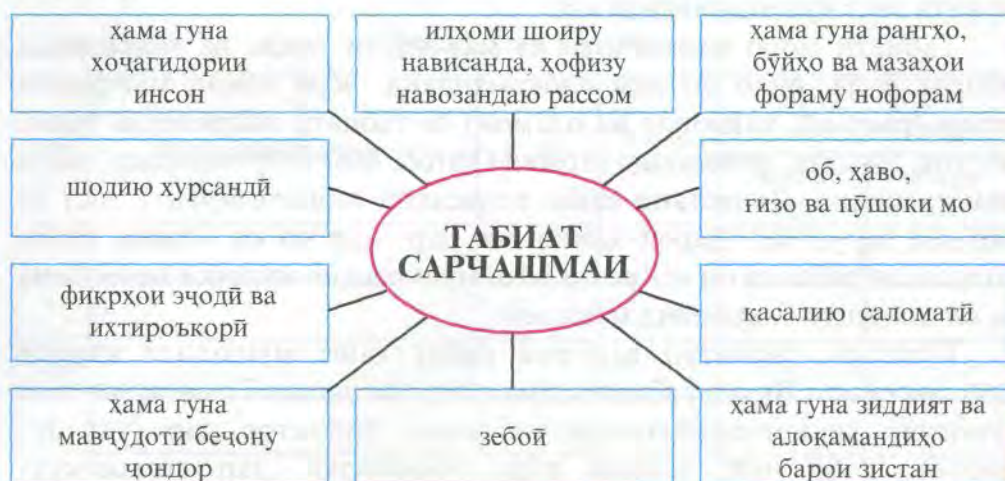 ҳама гуна
хоҷагидории
инсон
илҳоми шоиру
нависанда, ҳофизу
навозандаю рассом
ҳама гуна рангҳо,
бӯйҳо ва мазаҳои
фораму нофорам
шодию хурсандӣ
об, ҳаво,
гизо ва пӯшоки мо
ТАБИАТ
САРЧАШМАИ
фикрҳои эҷодӣ ва
ихтироъкорӣ
касалию саломатӣ
ҳама гуна
мавҷудоти беҷону
ҷондор
зебоӣ
ҳама гуна зиддият ва
алоқамандиҳо
барои зистан